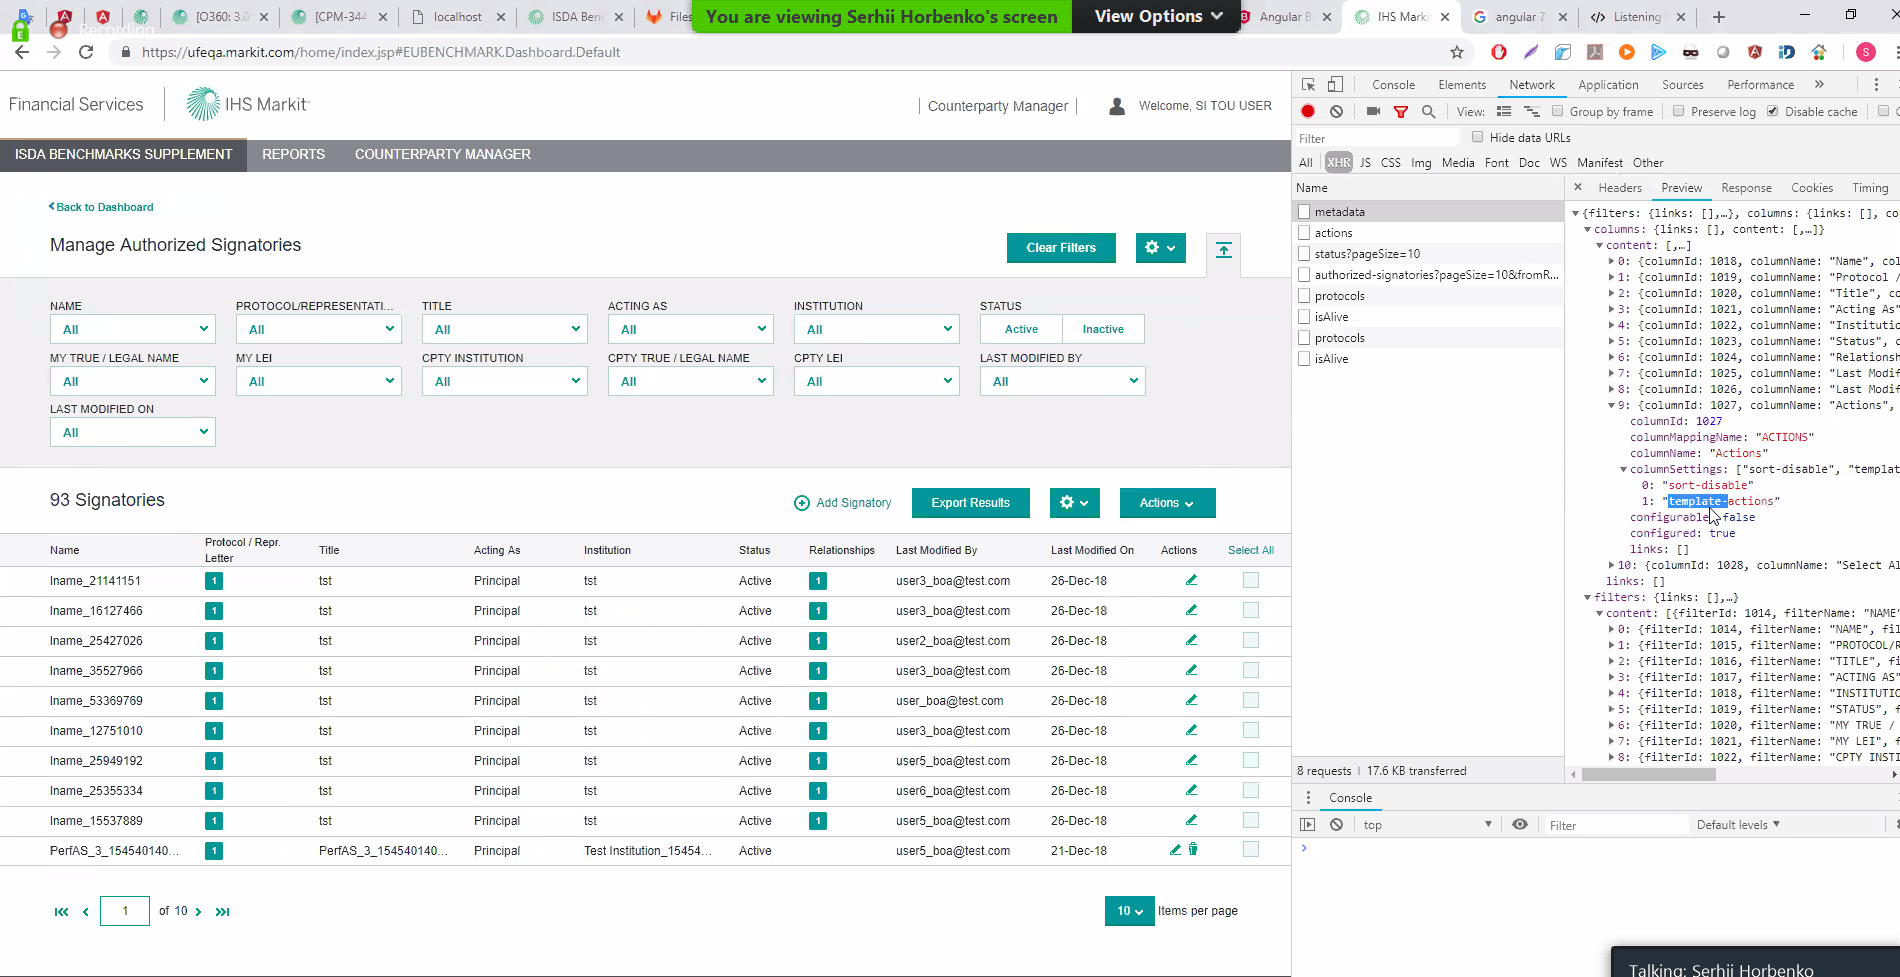 [O360: 3.0
[CPM-344
localhost
ISDA Ben
Files
You are viewing Serhii Horbenko's screen
View Options
Angular B
IHS Marki
angular 7
Listening
Recording
https://ufeqa.markit.com/home/index.jsp#EUBENCHMARK.Dashboard.Default
Financial Services
IHS Markit
Counterparty Manager
Welcome, SI TOU USER
ISDA BENCHMARKS SUPPLEMENT
REPORTS
COUNTERPARTY MANAGER
Back to Dashboard
Manage Authorized Signatories
Clear Filters
NAME PROTOCOL/REPRESENTATI... TITLE ACTING AS INSTITUTION STATUS
All All All All All Active Inactive
MY TRUE / LEGAL NAME MY LEI CPTY INSTITUTION CPTY TRUE / LEGAL NAME CPTY LEI LAST MODIFIED BY
All All All All All All
LAST MODIFIED ON
All
93 Signatories
Add Signatory
Export Results
Actions
Name Protocol / Repr. Letter Title Acting As Institution Status Relationships Last Modified By Last Modified On Actions Select All
lname_21141151 1 tst Principal tst Active 1 user3_boa@test.com 26-Dec-18
lname_16127466 1 tst Principal tst Active 1 user3_boa@test.com 26-Dec-18
lname_25427026 1 tst Principal tst Active 1 user2_boa@test.com 26-Dec-18
lname_35527966 1 tst Principal tst Active 1 user3_boa@test.com 26-Dec-18
lname_53369769 1 tst Principal tst Active 1 user_boa@test.com 26-Dec-18
lname_12751010 1 tst Principal tst Active 1 user3_boa@test.com 26-Dec-18
lname_25949192 1 tst Principal tst Active 1 user5_boa@test.com 26-Dec-18
lname_25355334 1 tst Principal tst Active 1 user6_boa@test.com 26-Dec-18
lname_15537889 1 tst Principal tst Active 1 user5_boa@test.com 26-Dec-18
PerfAS_3_154540140... 1 PerfAS_3_154540140... Principal Test Institution_15454... Active user5_boa@test.com 21-Dec-18
1 of 10
10 Items per page
Console Elements Network Application Sources Performance
View: Group by frame Preserve log Disable cache
Filter Hide data URLs
All XHR JS CSS Img Media Font Doc WS Manifest Other
Name
metadata
actions
status?pageSize=10
authorized-signatories?pageSize=10&fromR...
protocols
isAlive
protocols
isAlive
8 requests | 17.6 KB transferred
Headers Preview Response Cookies Timing
{filters: {links: [],…}, columns: {links: [], co
columns: {links: [], content: [,…]}
content: [,…]
0: {columnId: 1018, columnName: "Name", col
1: {columnId: 1019, columnName: "Protocol /
2: {columnId: 1020, columnName: "Title", co
3: {columnId: 1021, columnName: "Acting As"
4: {columnId: 1022, columnName: "Institutio
5: {columnId: 1023, columnName: "Status", c
6: {columnId: 1024, columnName: "Relationsh
7: {columnId: 1025, columnName: "Last Modif
8: {columnId: 1026, columnName: "Last Modif
9: {columnId: 1027, columnName: "Actions",
columnId: 1027
columnMappingName: "ACTIONS"
columnName: "Actions"
columnSettings: ["sort-disable", "templat
0: "sort-disable"
1: "template-actions"
configurable: false
configured: true
links: []
10: {columnId: 1028, columnName: "Select Al
links: []
filters: {links: [],…}
content: [{filterId: 1014, filterName: "NAME"
0: {filterId: 1014, filterName: "NAME", fil
1: {filterId: 1015, filterName: "PROTOCOL/R
2: {filterId: 1016, filterName: "TITLE", fi
3: {filterId: 1017, filterName: "ACTING AS"
4: {filterId: 1018, filterName: "INSTITUTIO
5: {filterId: 1019, filterName: "STATUS", f
6: {filterId: 1020, filterName: "MY TRUE /
7: {filterId: 1021, filterName: "MY LEI", f
8: {filterId: 1022, filterName: "CPTY INSTI
Console
top
Filter
Default levels
Talking: Serhii Horbenko